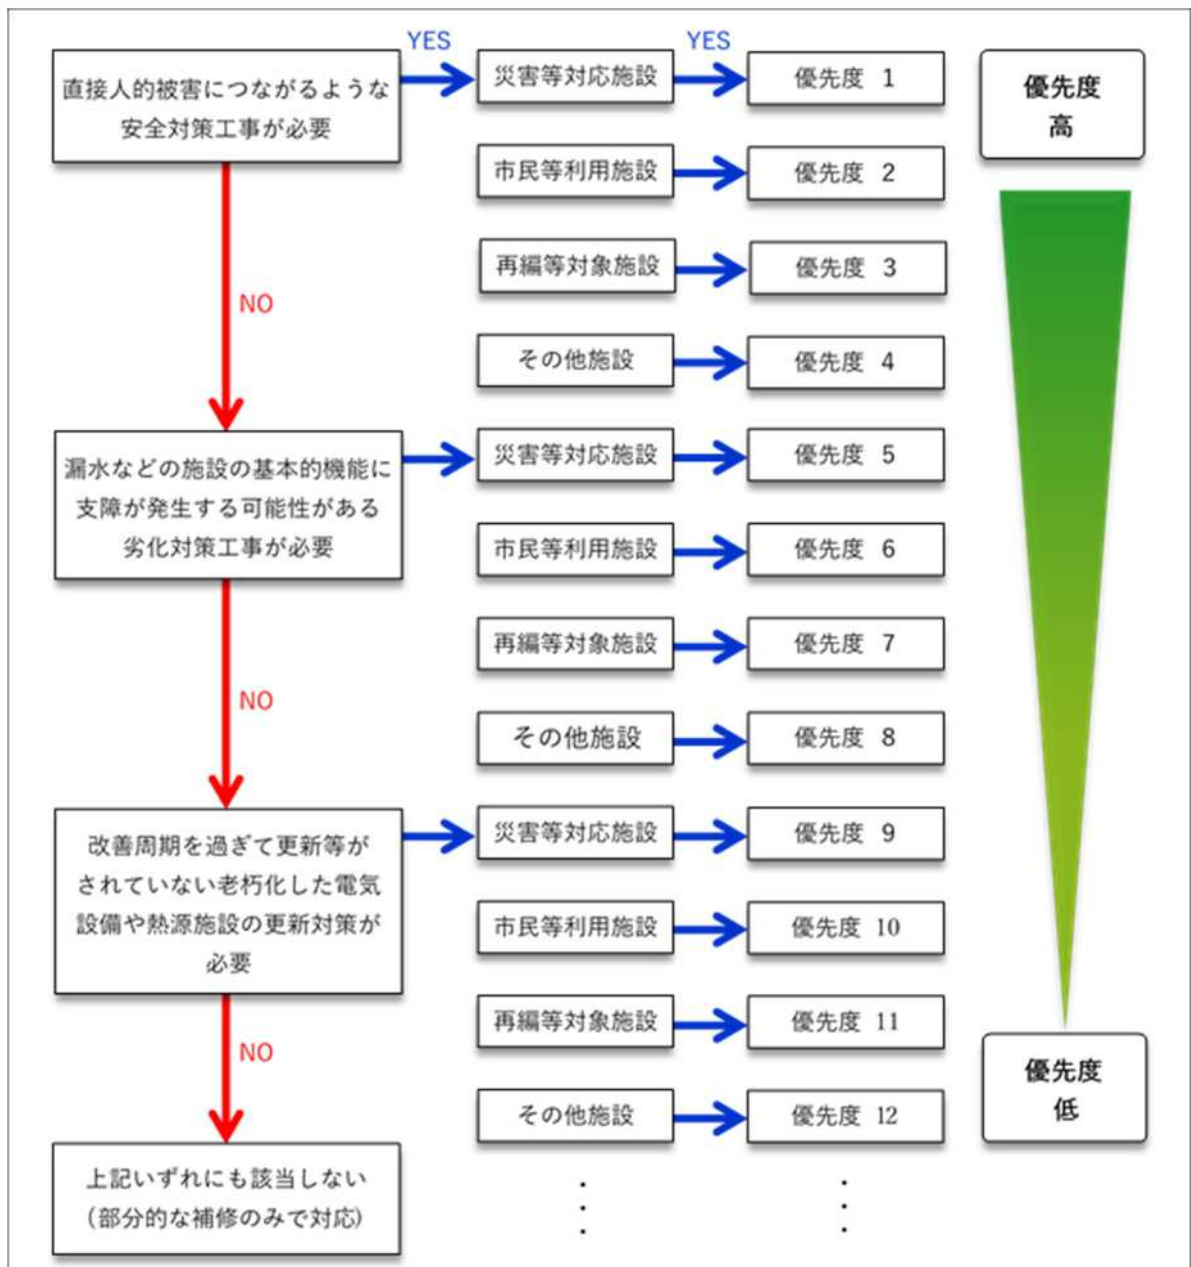 YES
YES
直接人的被害につながるような
安全対策工事が必要
災害等対応施設
優先度 1
優先度
高
市民等利用施設
優先度 2
再編等対象施設
優先度 3
NO
その他施設
優先度 4
漏水などの施設の基本的機能に
支障が発生する可能性がある
劣化対策工事が必要
災害等対応施設
優先度 5
市民等利用施設
優先度 6
再編等対象施設
優先度 7
NO
その他施設
優先度 8
改善周期を過ぎて更新等が
されていない老朽化した電気
設備や熱源施設の更新対策が
必要
災害等対応施設
優先度 9
市民等利用施設
優先度 10
再編等対象施設
優先度 11
NO
その他施設
優先度 12
優先度
低
上記いずれにも該当しない
(部分的な補修のみで対応)